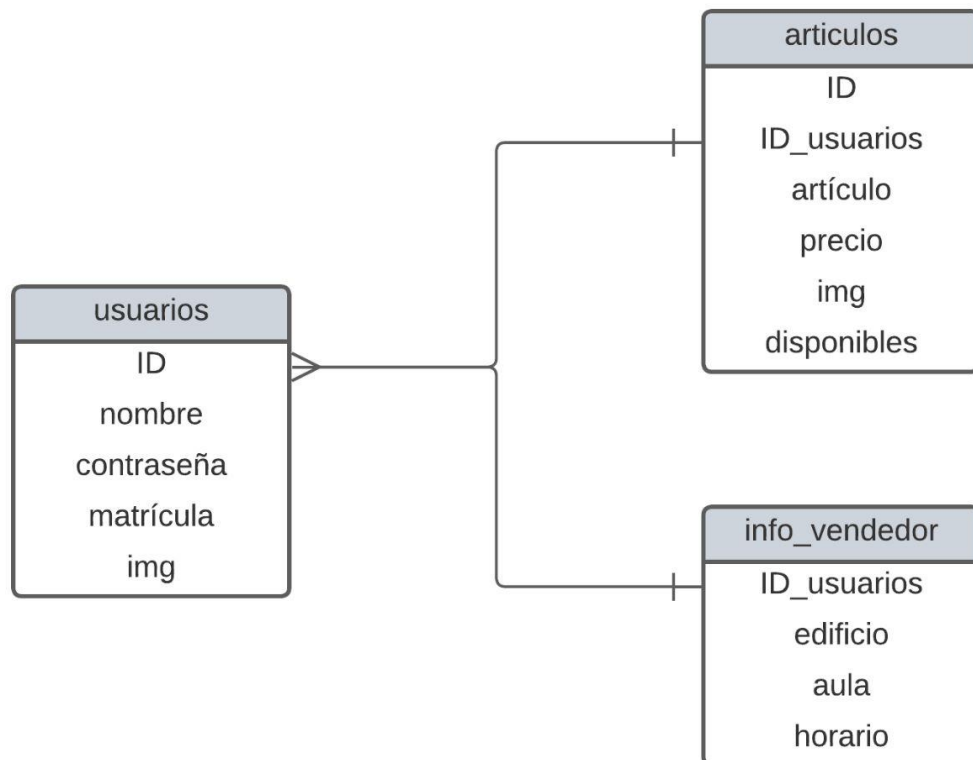 articulos
ID
ID_usuarios
artículo
precio
img
disponibles
usuarios
ID
nombre
contraseña
matrícula
img
info_vendedor
ID_usuarios
edificio
aula
horario